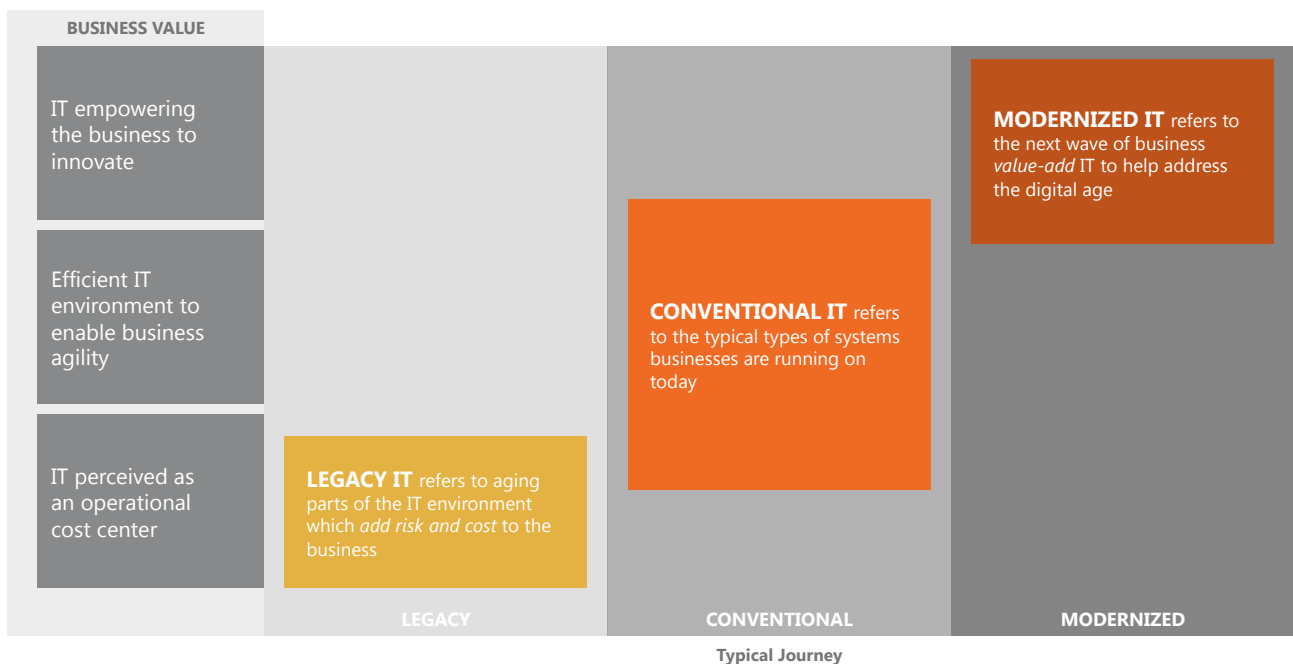 BUSINESS VALUE
IT empowering
the business to
innovate
Efficient IT
environment to
enable business
agility
IT perceived as
an operational
cost center
LEGACY IT refers to aging
parts of the IT environment
which add risk and cost to the
business
CONVENTIONAL IT refers
to the typical types of systems
businesses are running on
today
MODERNIZED IT refers to
the next wave of business
value-add IT to help address
the digital age
LEGACY
CONVENTIONAL
MODERNIZED
Typical Journey